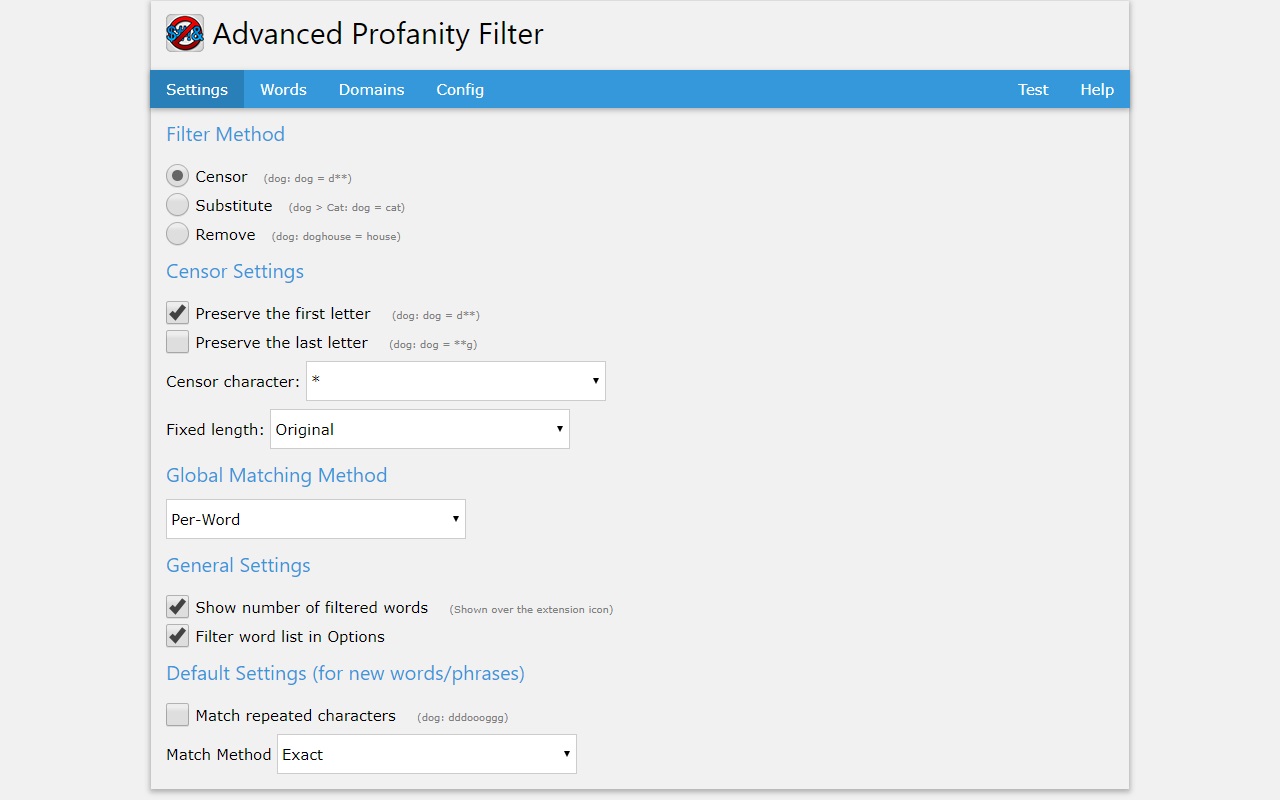 Advanced Profanity Filter
Settings Words Domains Config Test Help
Filter Method
Censor (dog: dog = d**)
Substitute (dog > Cat: dog = cat)
Remove (dog: doghouse = house)
Censor Settings
Preserve the first letter (dog: dog = d**)
Preserve the last letter (dog: dog = **g)
Censor character: *
Fixed length: Original
Global Matching Method
Per-Word
General Settings
Show number of filtered words (Shown over the extension icon)
Filter word list in Options
Default Settings (for new words/phrases)
Match repeated characters (dog: dddoooggg)
Match Method Exact